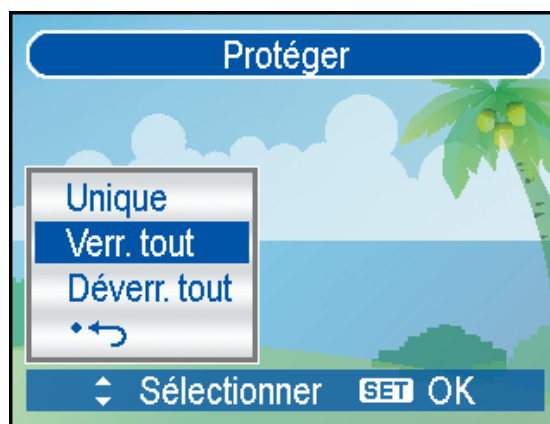 Protéger
Unique
Verr. tout
Déverr. tout
Sélectionner SET OK